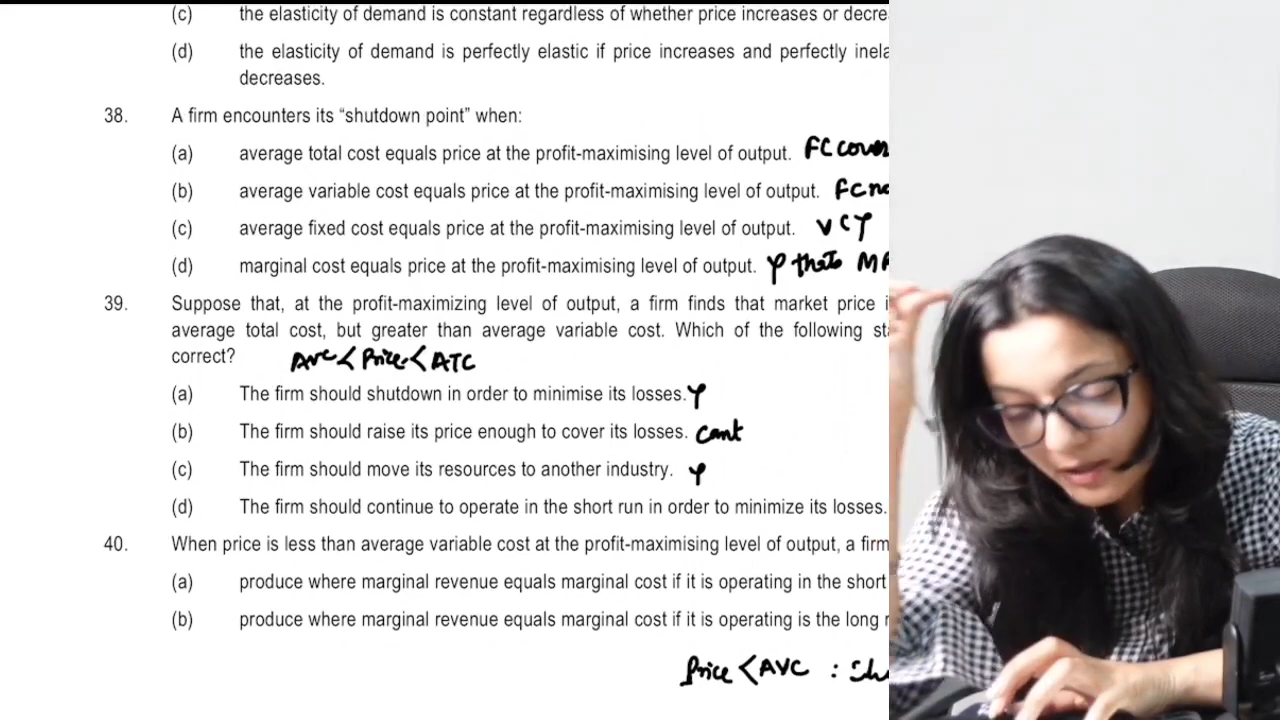 (c) the elasticity of demand is constant regardless of whether price increases or decre
(d) the elasticity of demand is perfectly elastic if price increases and perfectly inela
decreases.
38. A firm encounters its “shutdown point” when:
(a) average total cost equals price at the profit-maximising level of output. FC cover
(b) average variable cost equals price at the profit-maximising level of output. FC no
(c) average fixed cost equals price at the profit-maximising level of output. VC
(d) marginal cost equals price at the profit-maximising level of output.
39. Suppose that, at the profit-maximizing level of output, a firm finds that market price i
average total cost, but greater than average variable cost. Which of the following sta
correct? AVC < Price < ATC
(a) The firm should shutdown in order to minimise its losses.
(b) The firm should raise its price enough to cover its losses. cant
(c) The firm should move its resources to another industry.
(d) The firm should continue to operate in the short run in order to minimize its losses.
40. When price is less than average variable cost at the profit-maximising level of output, a firm
(a) produce where marginal revenue equals marginal cost if it is operating in the short
(b) produce where marginal revenue equals marginal cost if it is operating is the long r
Price < AVC :